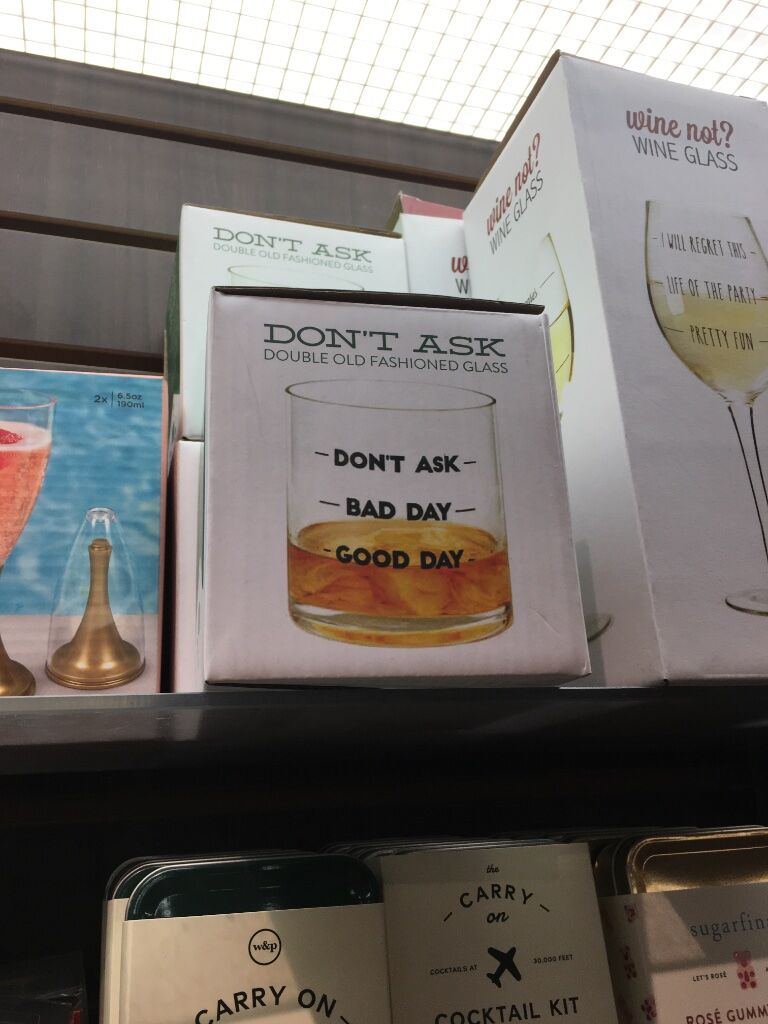 wine not?
WINE GLASS
wine not?
WINE GLASS
- I WILL REGRET THIS -
- LIFE OF THE PARTY
- PRETTY FUN -
DON'T ASK
DOUBLE OLD FASHIONED GLASS
W
DON'T ASK
DOUBLE OLD FASHIONED GLASS
- DON'T ASK -
- BAD DAY -
- GOOD DAY -
2x | 6.5oz
190ml
w&p
CARRY ON
the
CARRY
on
COCKTAILS AT 30,000 FEET
COCKTAIL KIT
sugarfina
LET'S ROSÉ
ROSÉ GUMM